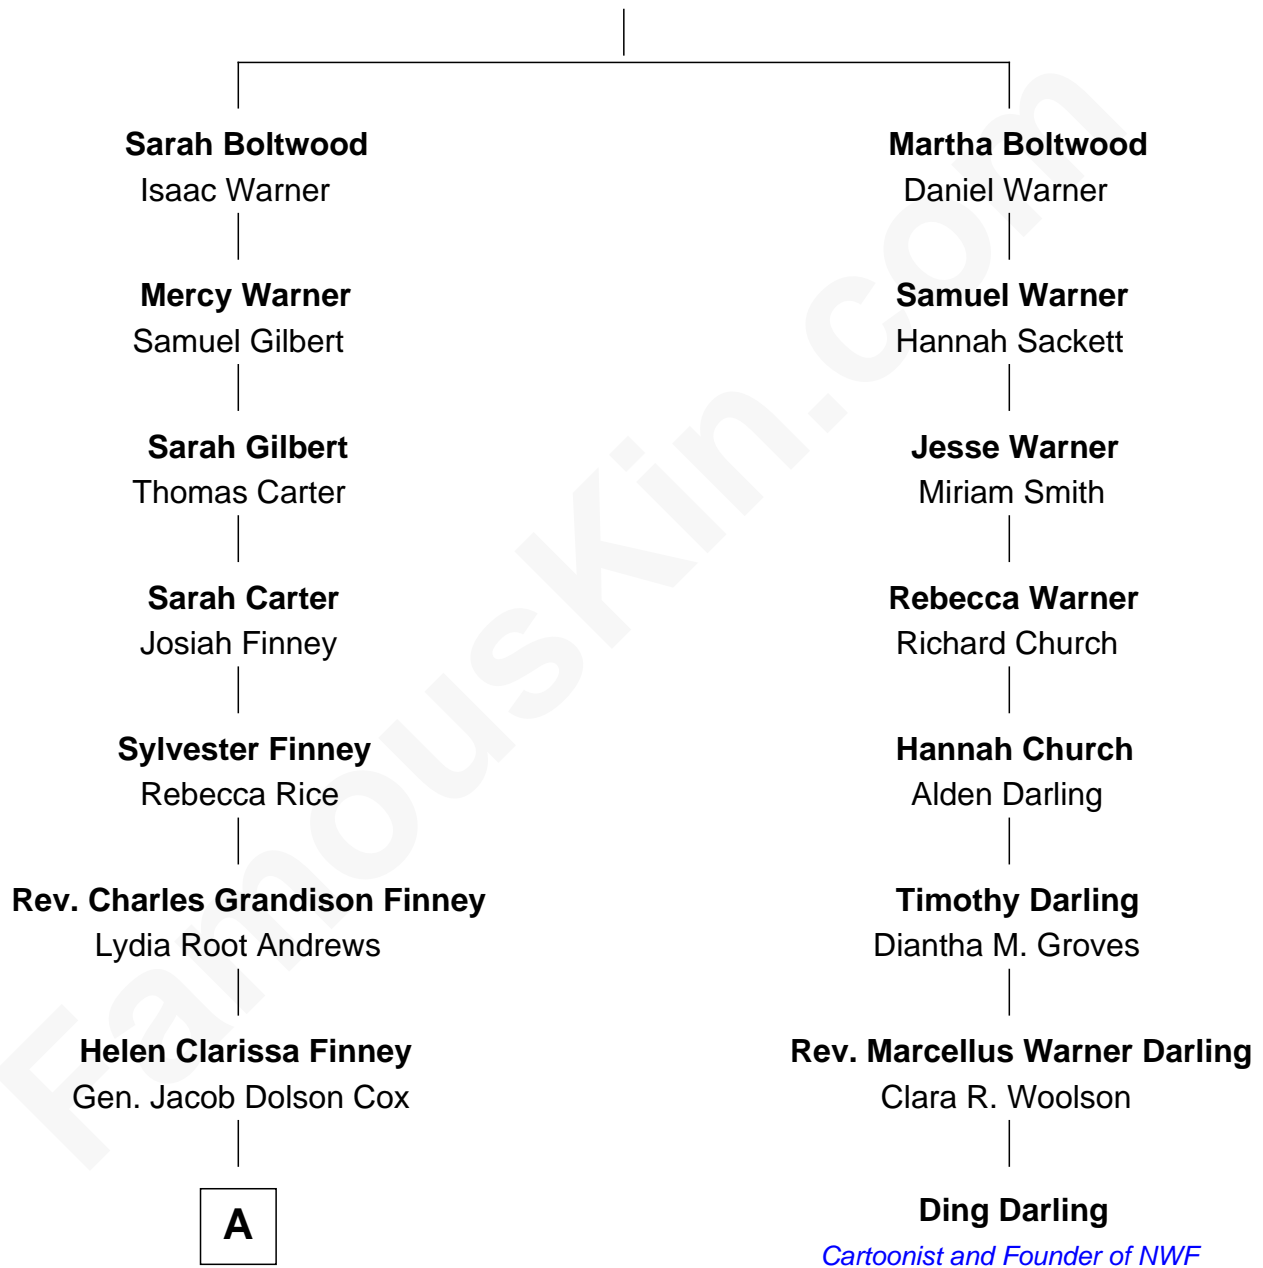 Sarah Boltwood
Isaac Warner
Mercy Warner
Samuel Gilbert
Sarah Gilbert
Thomas Carter
Sarah Carter
Josiah Finney
Sylvester Finney
Rebecca Rice
Rev. Charles Grandison Finney
Lydia Root Andrews
Helen Clarissa Finney
Gen. Jacob Dolson Cox
A
Martha Boltwood
Daniel Warner
Samuel Warner
Hannah Sackett
Jesse Warner
Miriam Smith
Rebecca Warner
Richard Church
Hannah Church
Alden Darling
Timothy Darling
Diantha M. Groves
Rev. Marcellus Warner Darling
Clara R. Woolson
Ding Darling
Cartoonist and Founder of NWF
FamousKin.com